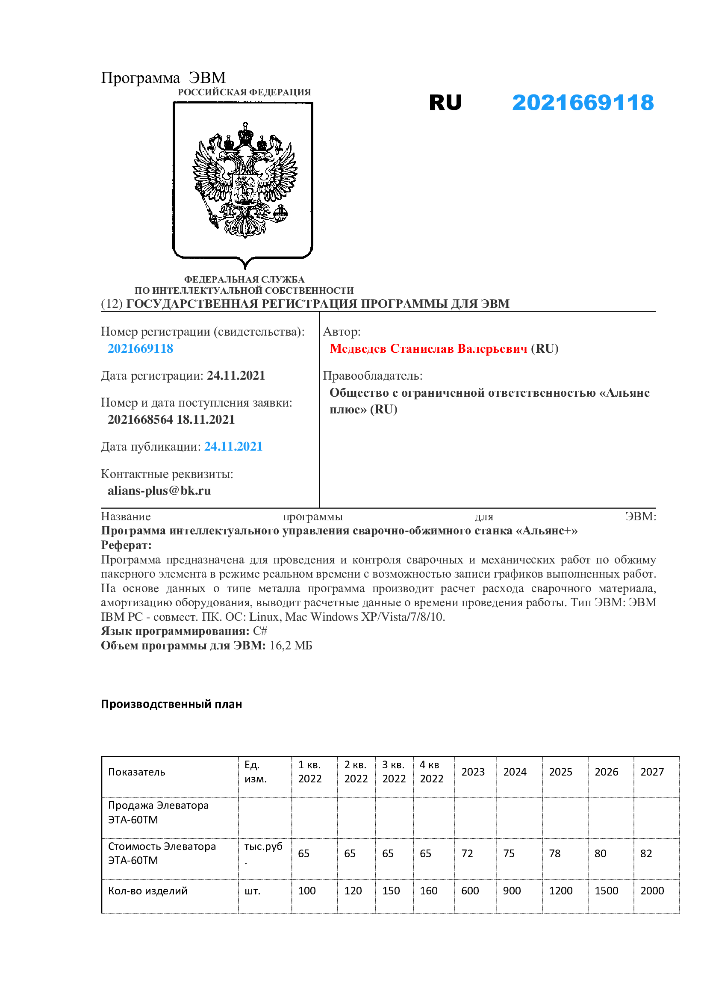 Программа ЭВМ
РОССИЙСКАЯ ФЕДЕРАЦИЯ
RU 2021669118
ФЕДЕРАЛЬНАЯ СЛУЖБА
ПО ИНТЕЛЛЕКТУАЛЬНОЙ СОБСТВЕННОСТИ
(12) ГОСУДАРСТВЕННАЯ РЕГИСТРАЦИЯ ПРОГРАММЫ ДЛЯ ЭВМ
Номер регистрации (свидетельства):
2021669118
Дата регистрации: 24.11.2021
Номер и дата поступления заявки:
2021668564 18.11.2021
Дата публикации: 24.11.2021
Контактные реквизиты:
alians-plus@bk.ru
Автор:
Медведев Станислав Валерьевич (RU)
Правообладатель:
Общество с ограниченной ответственностью «Альянс
плюс» (RU)
Название программы для ЭВМ:
Программа интеллектуального управления сварочно-обжимного станка «Альянс+»
Реферат:
Программа предназначена для проведения и контроля сварочных и механических работ по обжиму
пакерного элемента в режиме реального времени с возможностью записи графиков выполненных работ.
На основе данных о типе металла программа производит расчет расхода сварочного материала,
амортизацию оборудования, выводит расчетные данные о времени проведения работы. Тип ЭВМ: ЭВМ
IBM PC - совмест. ПК. ОС: Linux, Mac Windows XP/Vista/7/8/10.
Язык программирования: C#
Объем программы для ЭВМ: 16,2 МБ
Производственный план
Показатель Ед. изм. 1 кв. 2022 2 кв. 2022 3 кв. 2022 4 кв 2022 2023 2024 2025 2026 2027
Продажа Элеватора
ЭТА-60ТМ
Стоимость Элеватора ЭТА-60ТМ тыс.руб. 65 65 65 65 72 75 78 80 82
Кол-во изделий шт. 100 120 150 160 600 900 1200 1500 2000